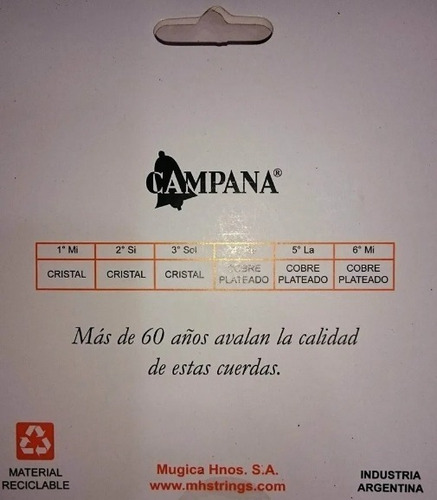 CAMPANA®
1° Mi 2° Si 3° Sol 5° La 6° Mi
CRISTAL CRISTAL CRISTAL COBRE PLATEADO COBRE PLATEADO COBRE PLATEADO
Más de 60 años avalan la calidad
de estas cuerdas.
MATERIAL
RECICLABLE
Mugica Hnos. S.A.
www.mhstrings.com
INDUSTRIA
ARGENTINA